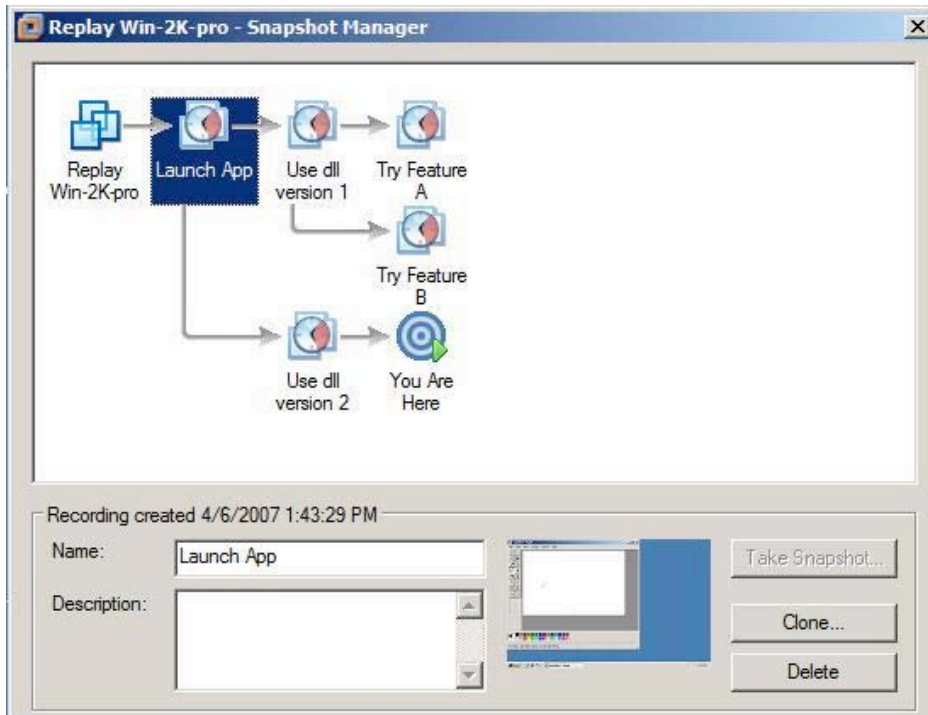 Replay Win-2K-pro - Snapshot Manager
Replay
Win-2K-pro
Launch App
Use dll
version 1
Try Feature
A
Try Feature
B
Use dll
version 2
You Are
Here
Recording created 4/6/2007 1:43:29 PM
Name:
Launch App
Take Snapshot...
Description:
Clone...
Delete